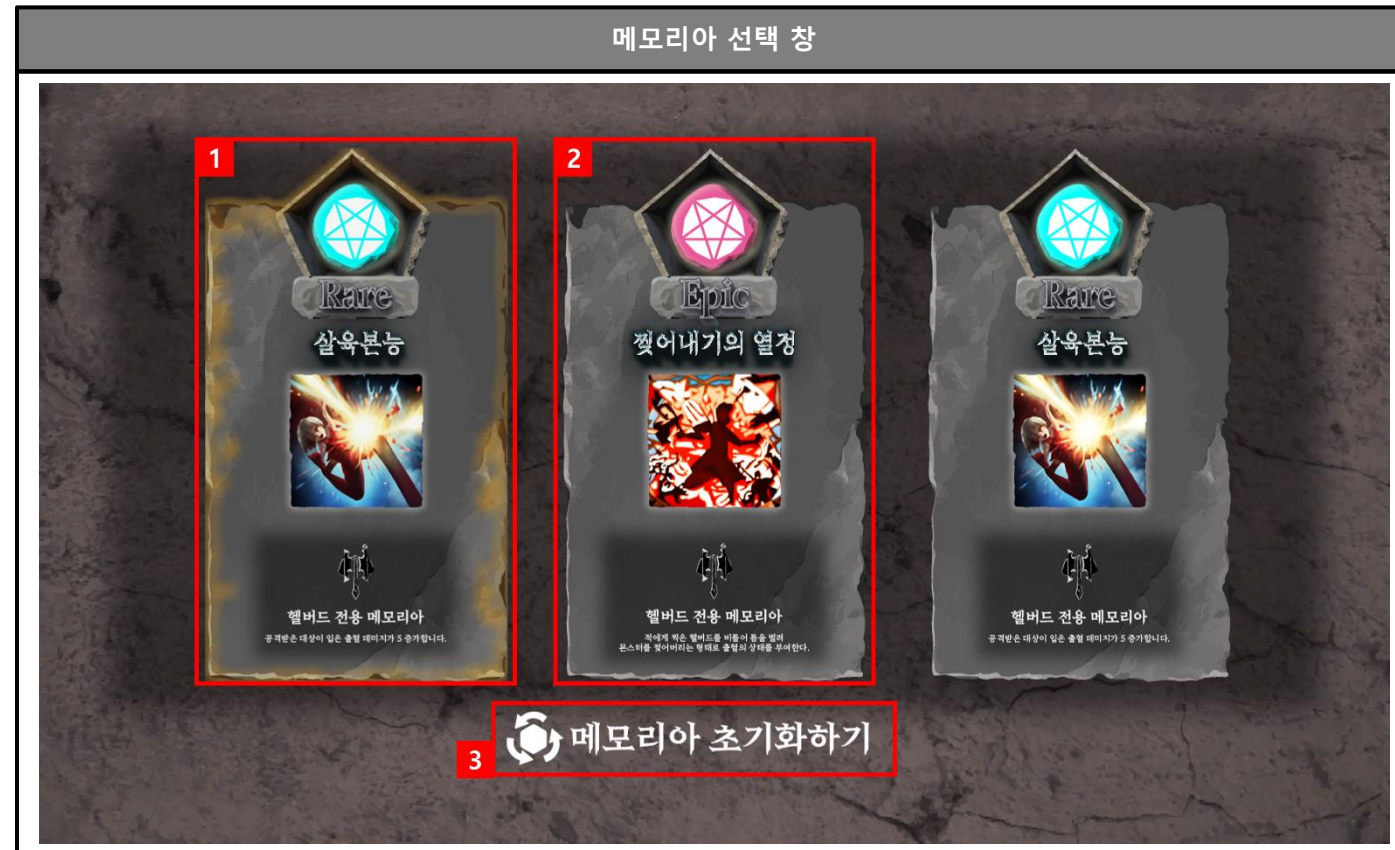 메모리아 선택 창
1
Rare
살육본능
헬버드 전용 메모리아
공격받은 대상이 입은 출혈 데미지가 5 증가합니다.
2
Epic
찢어내기의 열정
헬버드 전용 메모리아
적에게 찍은 헬버드를 비틀어 틈을 벌려
몬스터를 찢어버리는 형태로 출혈의 상태를 부여한다.
Rare
살육본능
헬버드 전용 메모리아
공격받은 대상이 입은 출혈 데미지가 5 증가합니다.
3
메모리아 초기화하기